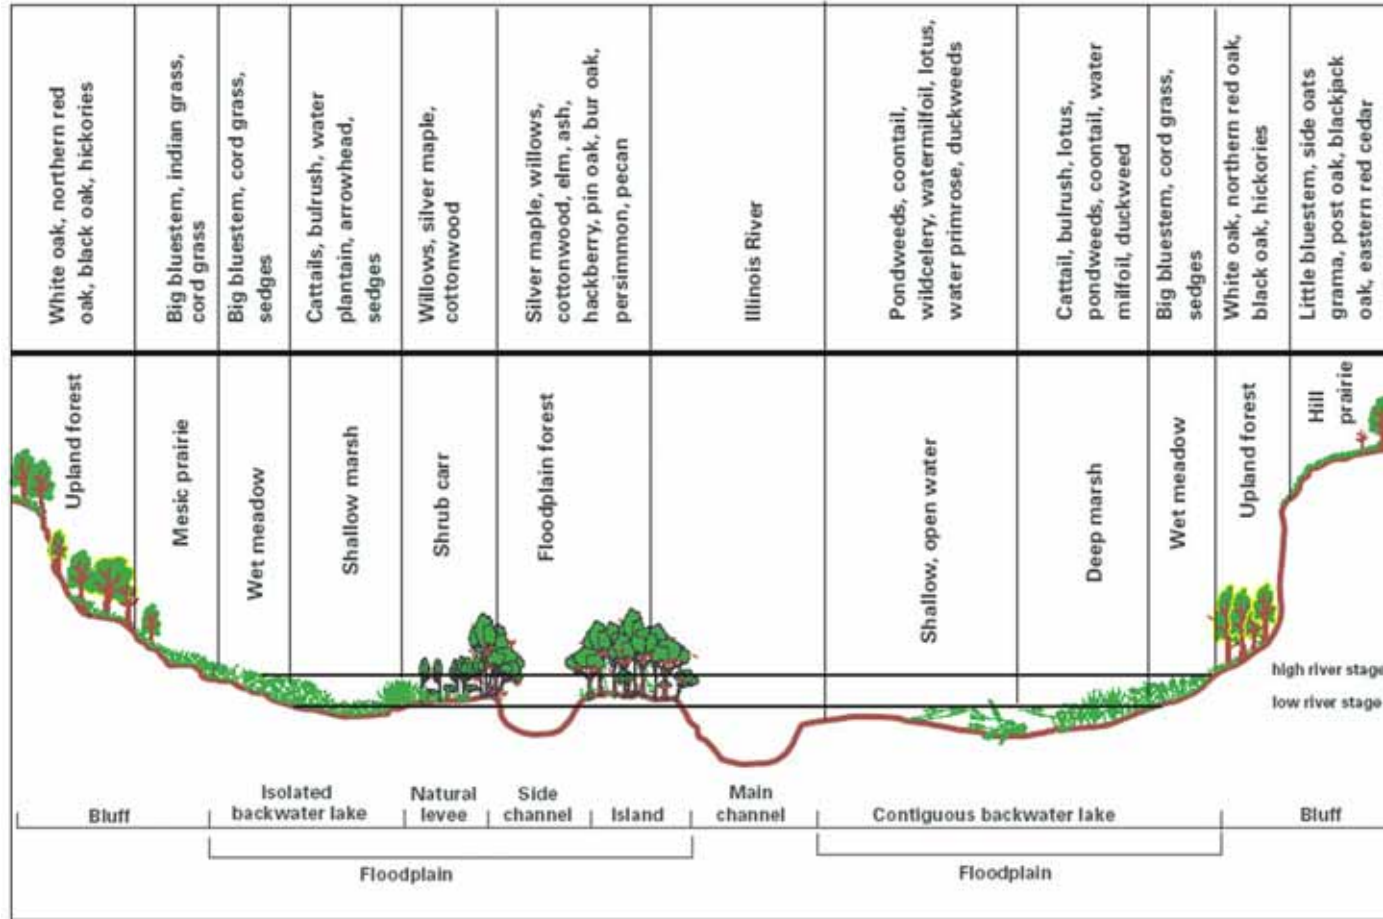 White oak, northern red
oak, black oak, hickories
Big bluestem, indian grass,
cord grass
Big bluestem, cord grass,
sedges
Cattails, bulrush, water
plantain, arrowhead,
sedges
Willows, silver maple,
cottonwood
Silver maple, willows,
cottonwood, elm, ash,
hackberry, pin oak, bur oak,
persimmon, pecan
Illinois River
Pondweeds, coontail,
wildcelery, watermilfoil, lotus,
water primrose, duckweeds
Cattail, bulrush, lotus,
pondweeds, coontail, water
milfoil, duckweed
Big bluestem, cord grass,
sedges
White oak, northern red oak,
black oak, hickories
Little bluestem, side oats
grama, post oak, blackjack
oak, eastern red cedar
Upland forest
Mesic prairie
Wet meadow
Shallow marsh
Shrub carr
Floodplain forest
Shallow, open water
Deep marsh
Wet meadow
Upland forest
Hill
prairie
high river stage
low river stage
Bluff
Isolated
backwater lake
Natural
levee
Side
channel
Island
Main
channel
Contiguous backwater lake
Bluff
Floodplain
Floodplain